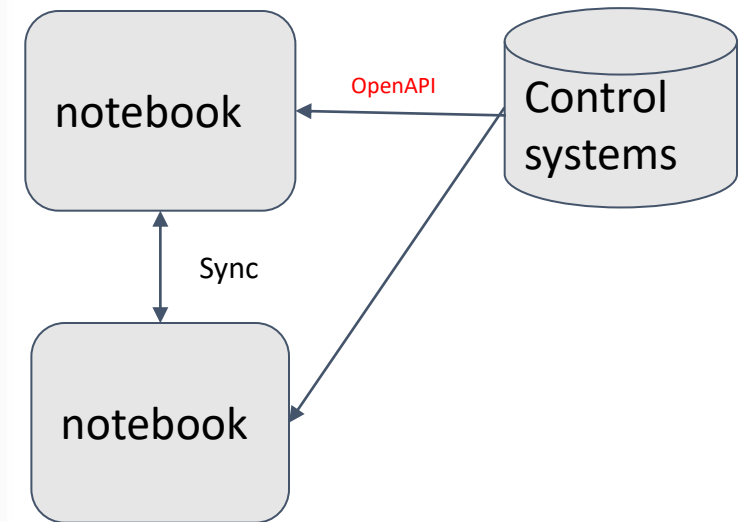 notebook
OpenAPI
Control
systems
Sync
notebook